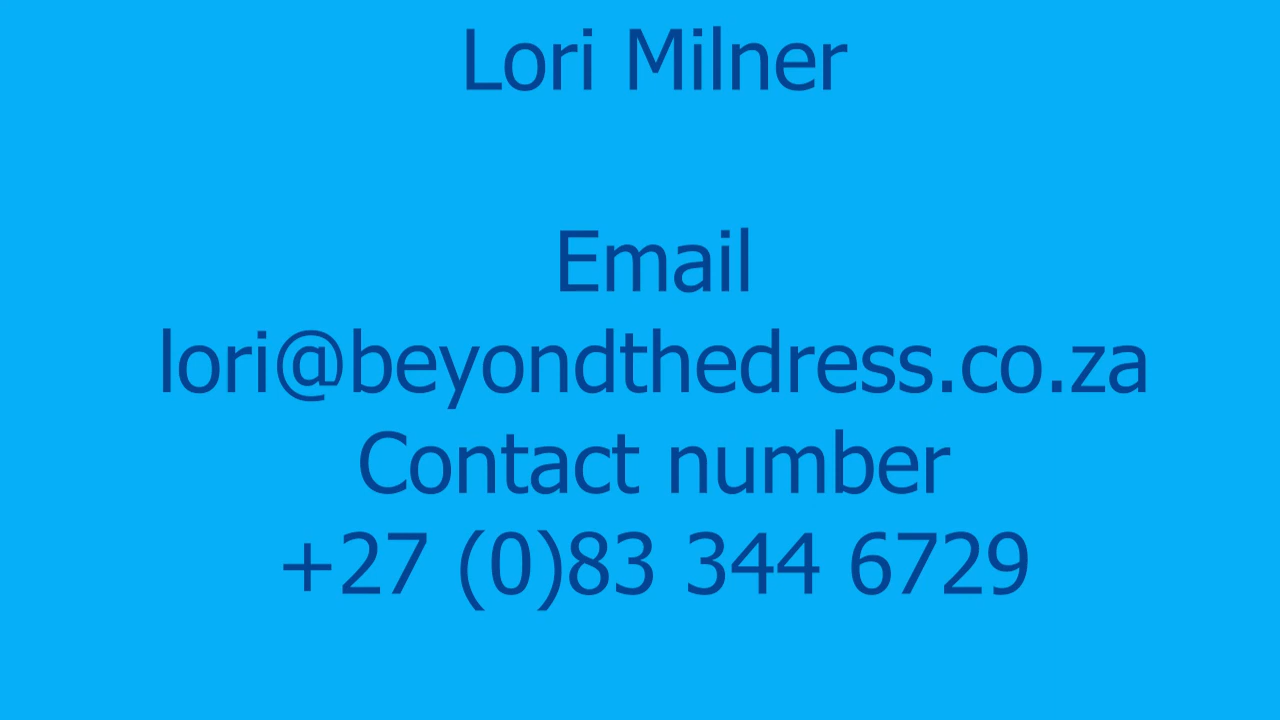 Lori Milner
Email
lori@beyondthedress.co.za
Contact number
+27 (0)83 344 6729